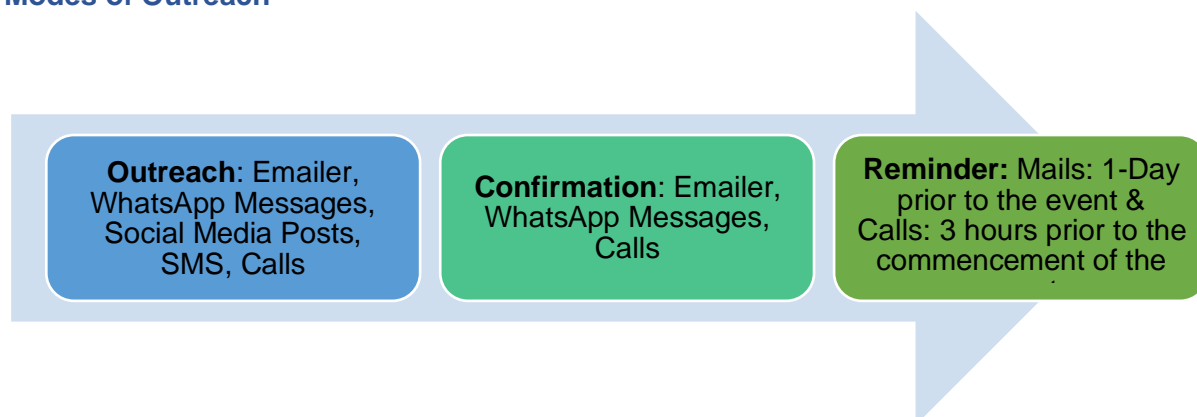 Modes of Outreach
Outreach: Emailer,
WhatsApp Messages,
Social Media Posts,
SMS, Calls
Confirmation: Emailer,
WhatsApp Messages,
Calls
Reminder: Mails: 1-Day
prior to the event &
Calls: 3 hours prior to the
commencement of the